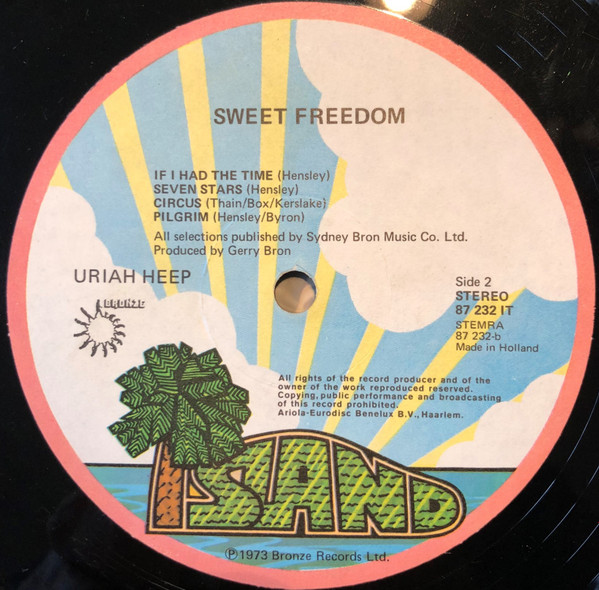 SWEET FREEDOM
IF I HAD THE TIME (Hensley)
SEVEN STARS (Hensley)
CIRCUS (Thain/Box/Kerslake)
PILGRIM (Hensley/Byron)
All selections published by Sydney Bron Music Co. Ltd.
Produced by Gerry Bron
URIAH HEEP
BRONZE
Side 2
STEREO
87 232 IT
STEMRA
87 232-b
Made in Holland
All rights of the record producer and of the
owner of the work reproduced reserved.
Copying, public performance and broadcasting
of this record prohibited.
Ariola-Eurodisc Benelux B.V., Haarlem.
ISLAND
℗ 1973 Bronze Records Ltd.